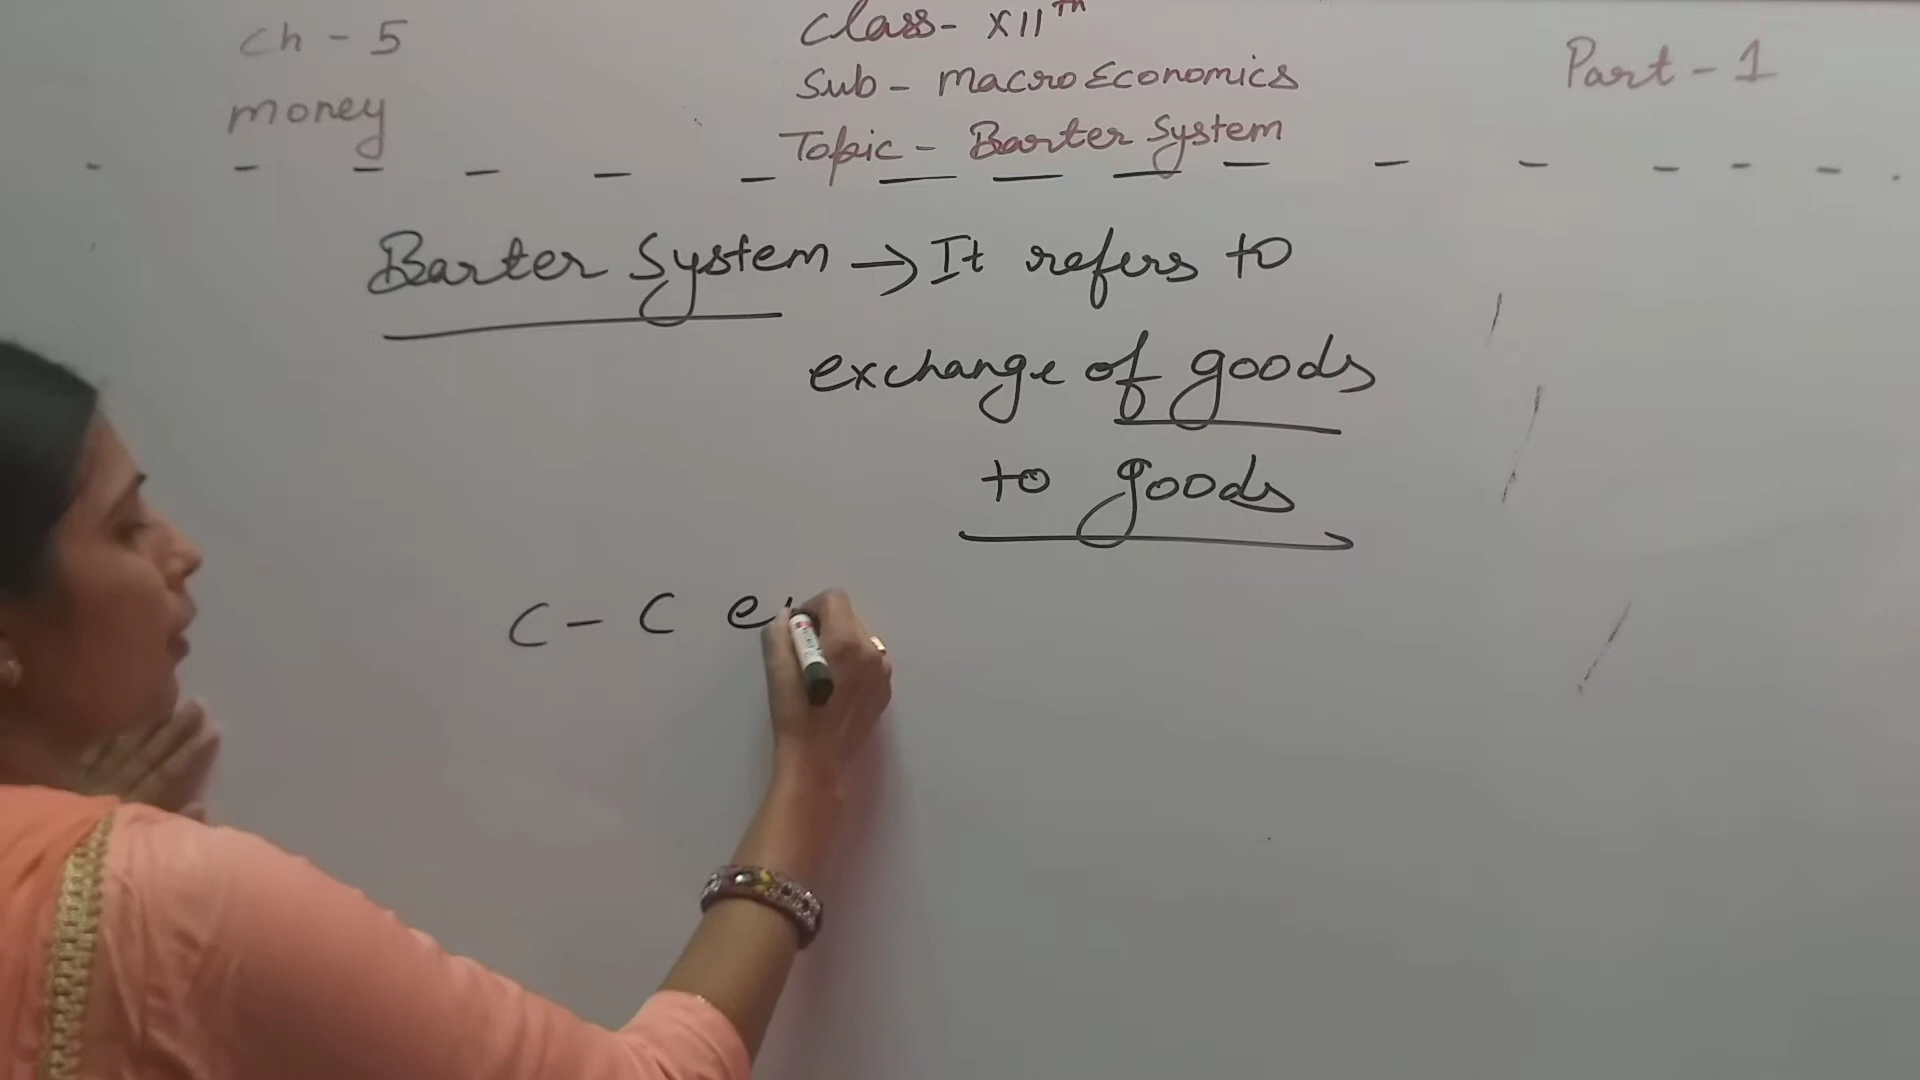 Ch - 5
money
Class - XIIth
Sub - Macro Economics
Topic - Barter System
Part - 1
Barter System → It refers to
exchange of goods
to goods
C - C